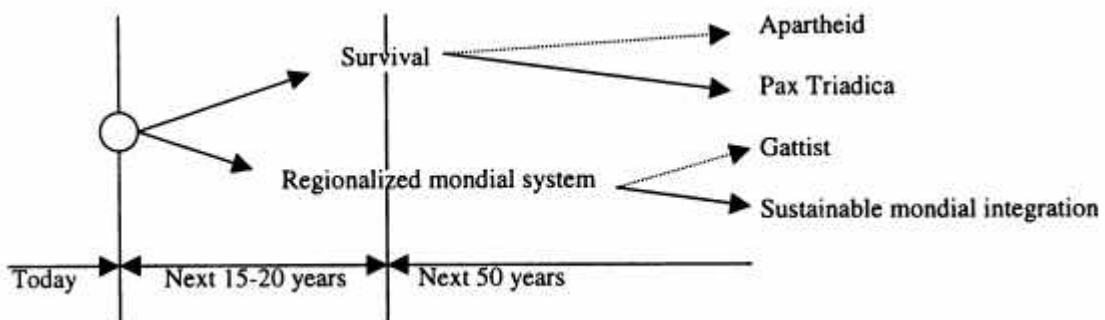 Apartheid
Survival
Pax Triadica
Gattist
Regionalized mondial system
Sustainable mondial integration
Today
Next 15-20 years
Next 50 years